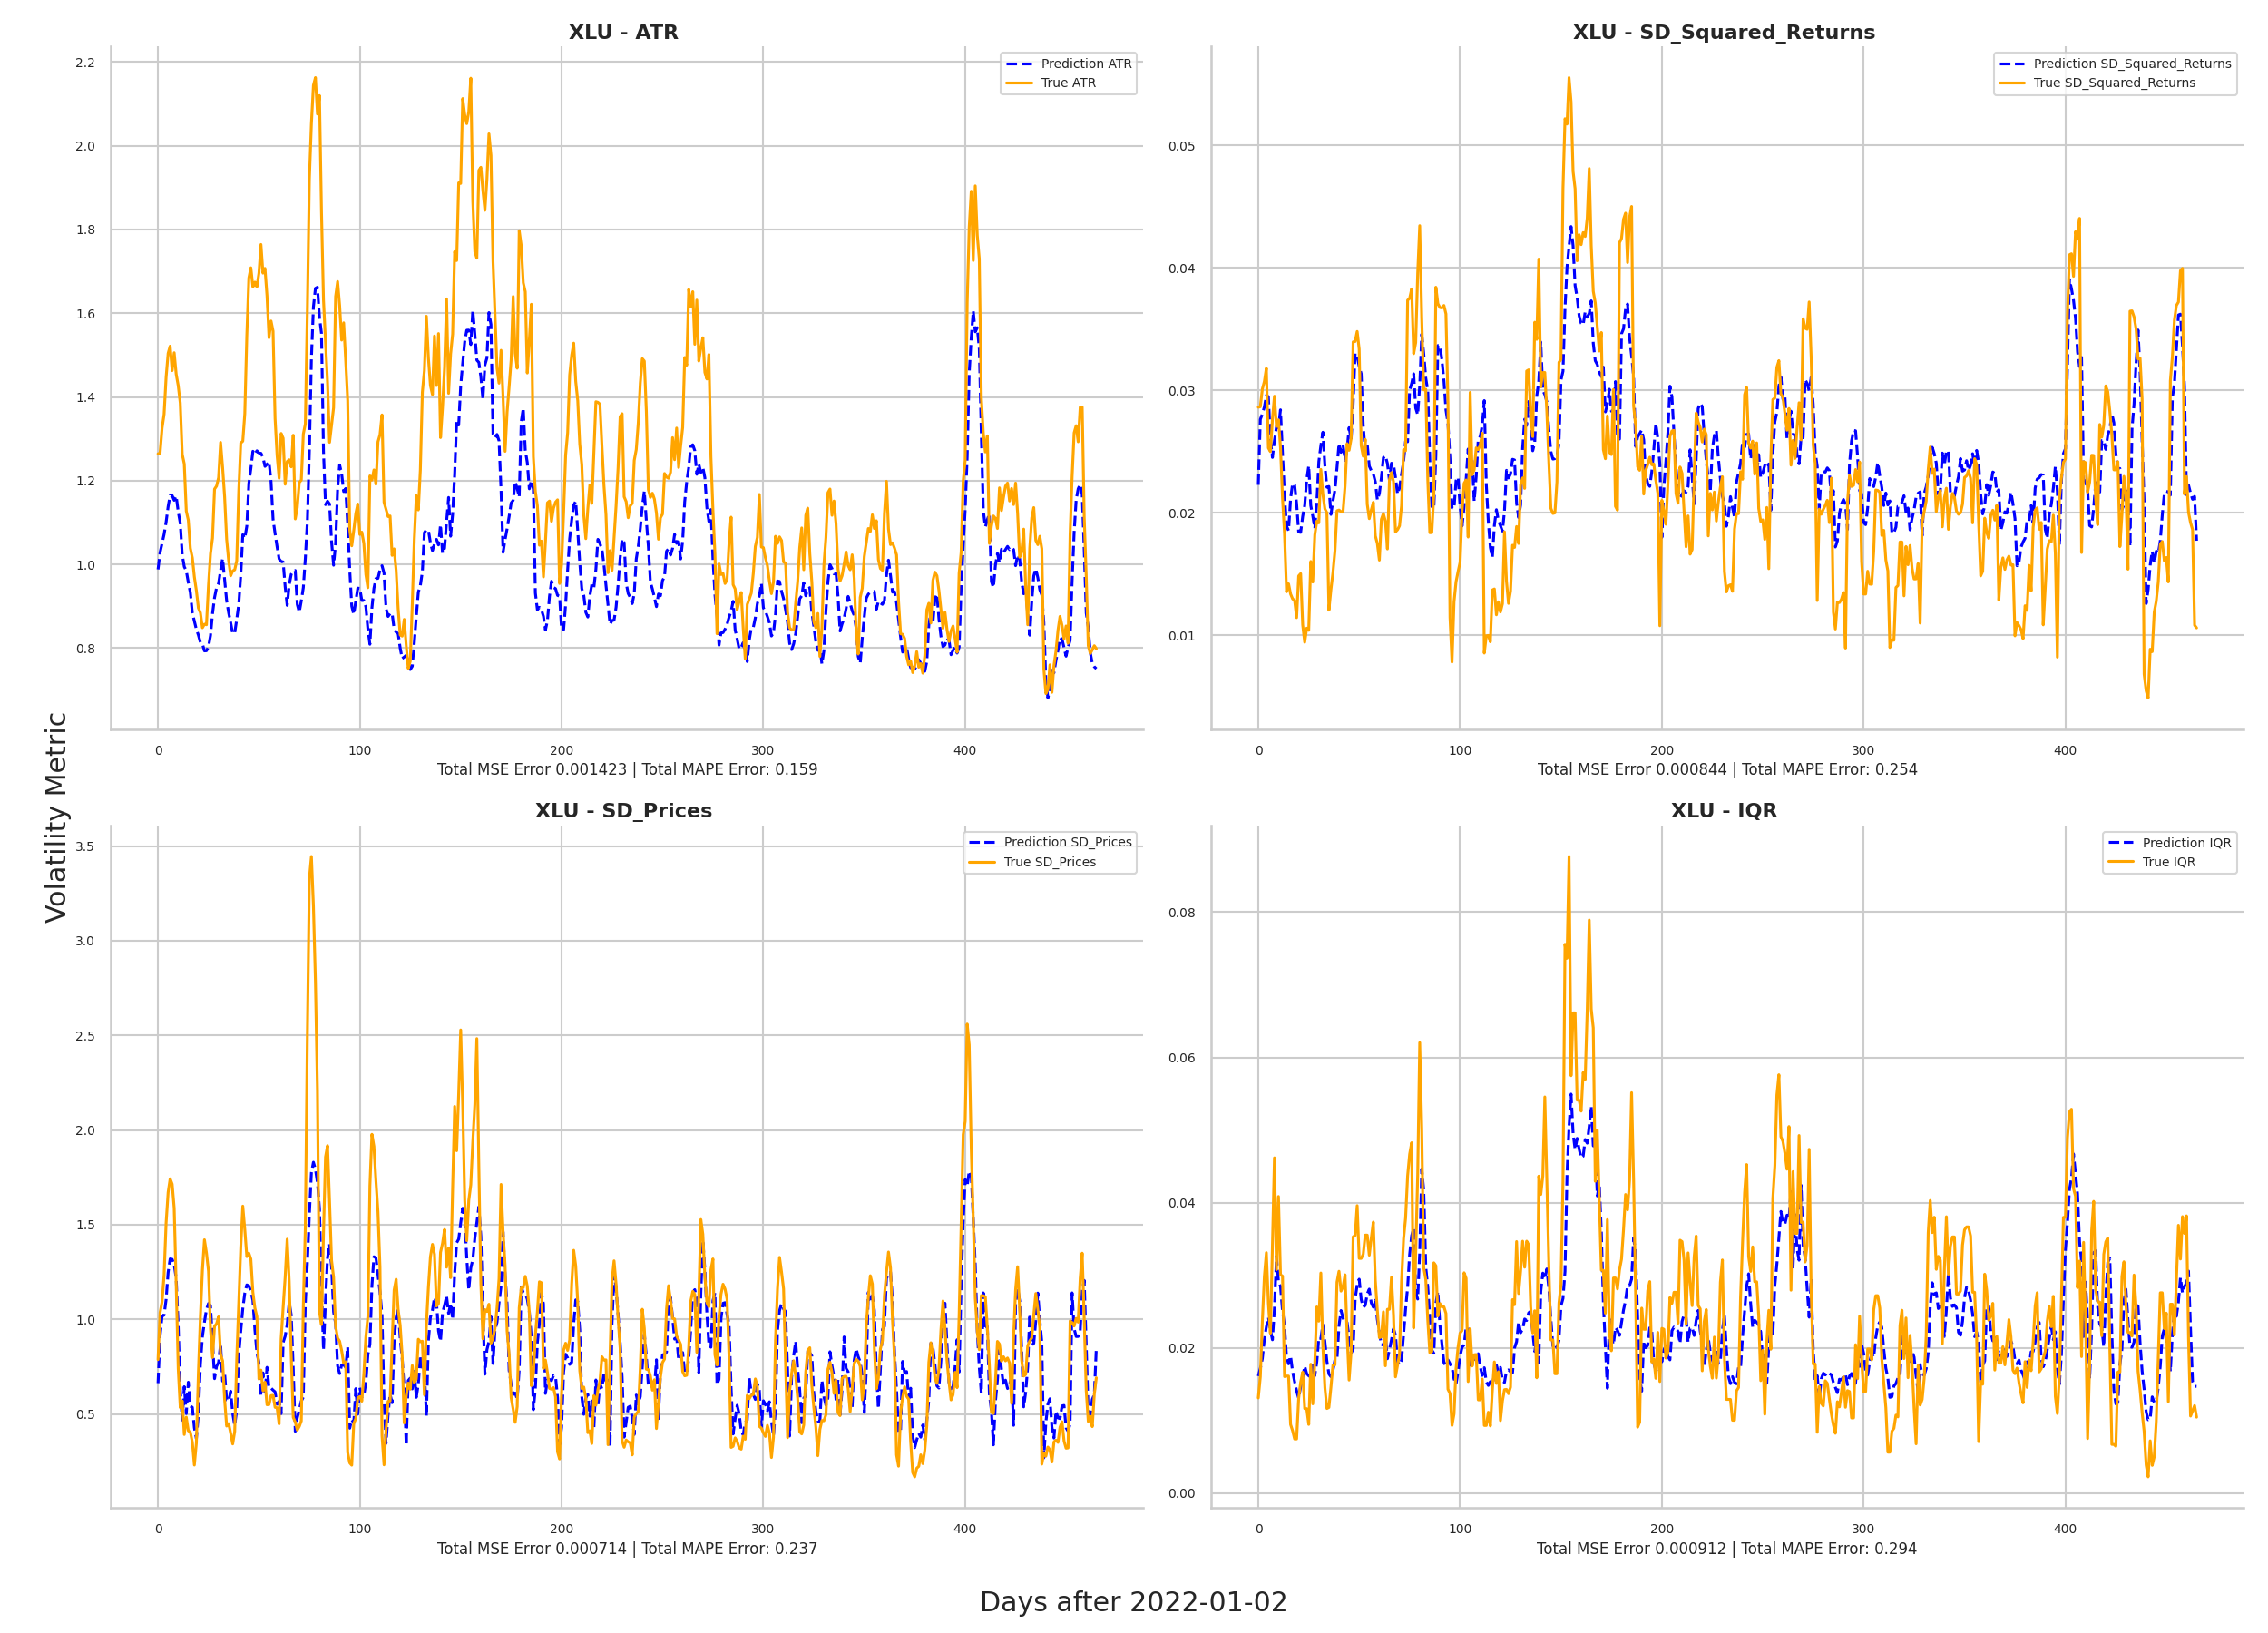 XLU - ATR
2.2
2.0
1.8
1.6
1.4
1.2
1.0
0.8
Prediction ATR
True ATR
0 100 200 300 400
Total MSE Error 0.001423 | Total MAPE Error: 0.159
XLU - SD_Squared_Returns
0.05
0.04
0.03
0.02
0.01
Prediction SD_Squared_Returns
True SD_Squared_Returns
0 100 200 300 400
Total MSE Error 0.000844 | Total MAPE Error: 0.254
Volatility Metric
XLU - SD_Prices
3.5
3.0
2.5
2.0
1.5
1.0
0.5
Prediction SD_Prices
True SD_Prices
0 100 200 300 400
Total MSE Error 0.000714 | Total MAPE Error: 0.237
XLU - IQR
0.08
0.06
0.04
0.02
0.00
Prediction IQR
True IQR
0 100 200 300 400
Total MSE Error 0.000912 | Total MAPE Error: 0.294
Days after 2022-01-02